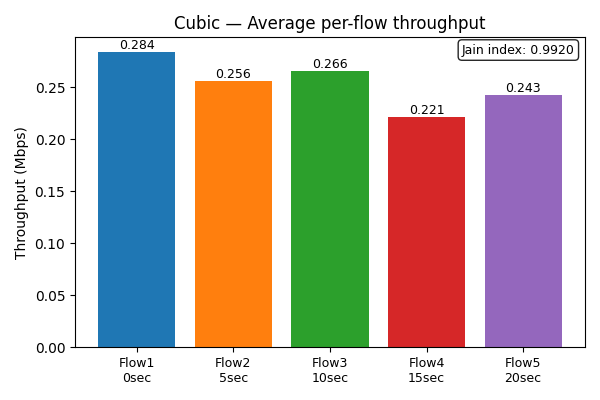 Cubic — Average per-flow throughput
Jain index: 0.9920
0.284
0.256
0.266
0.221
0.243
Throughput (Mbps)
0.25
0.20
0.15
0.10
0.05
0.00
Flow1
0sec
Flow2
5sec
Flow3
10sec
Flow4
15sec
Flow5
20sec